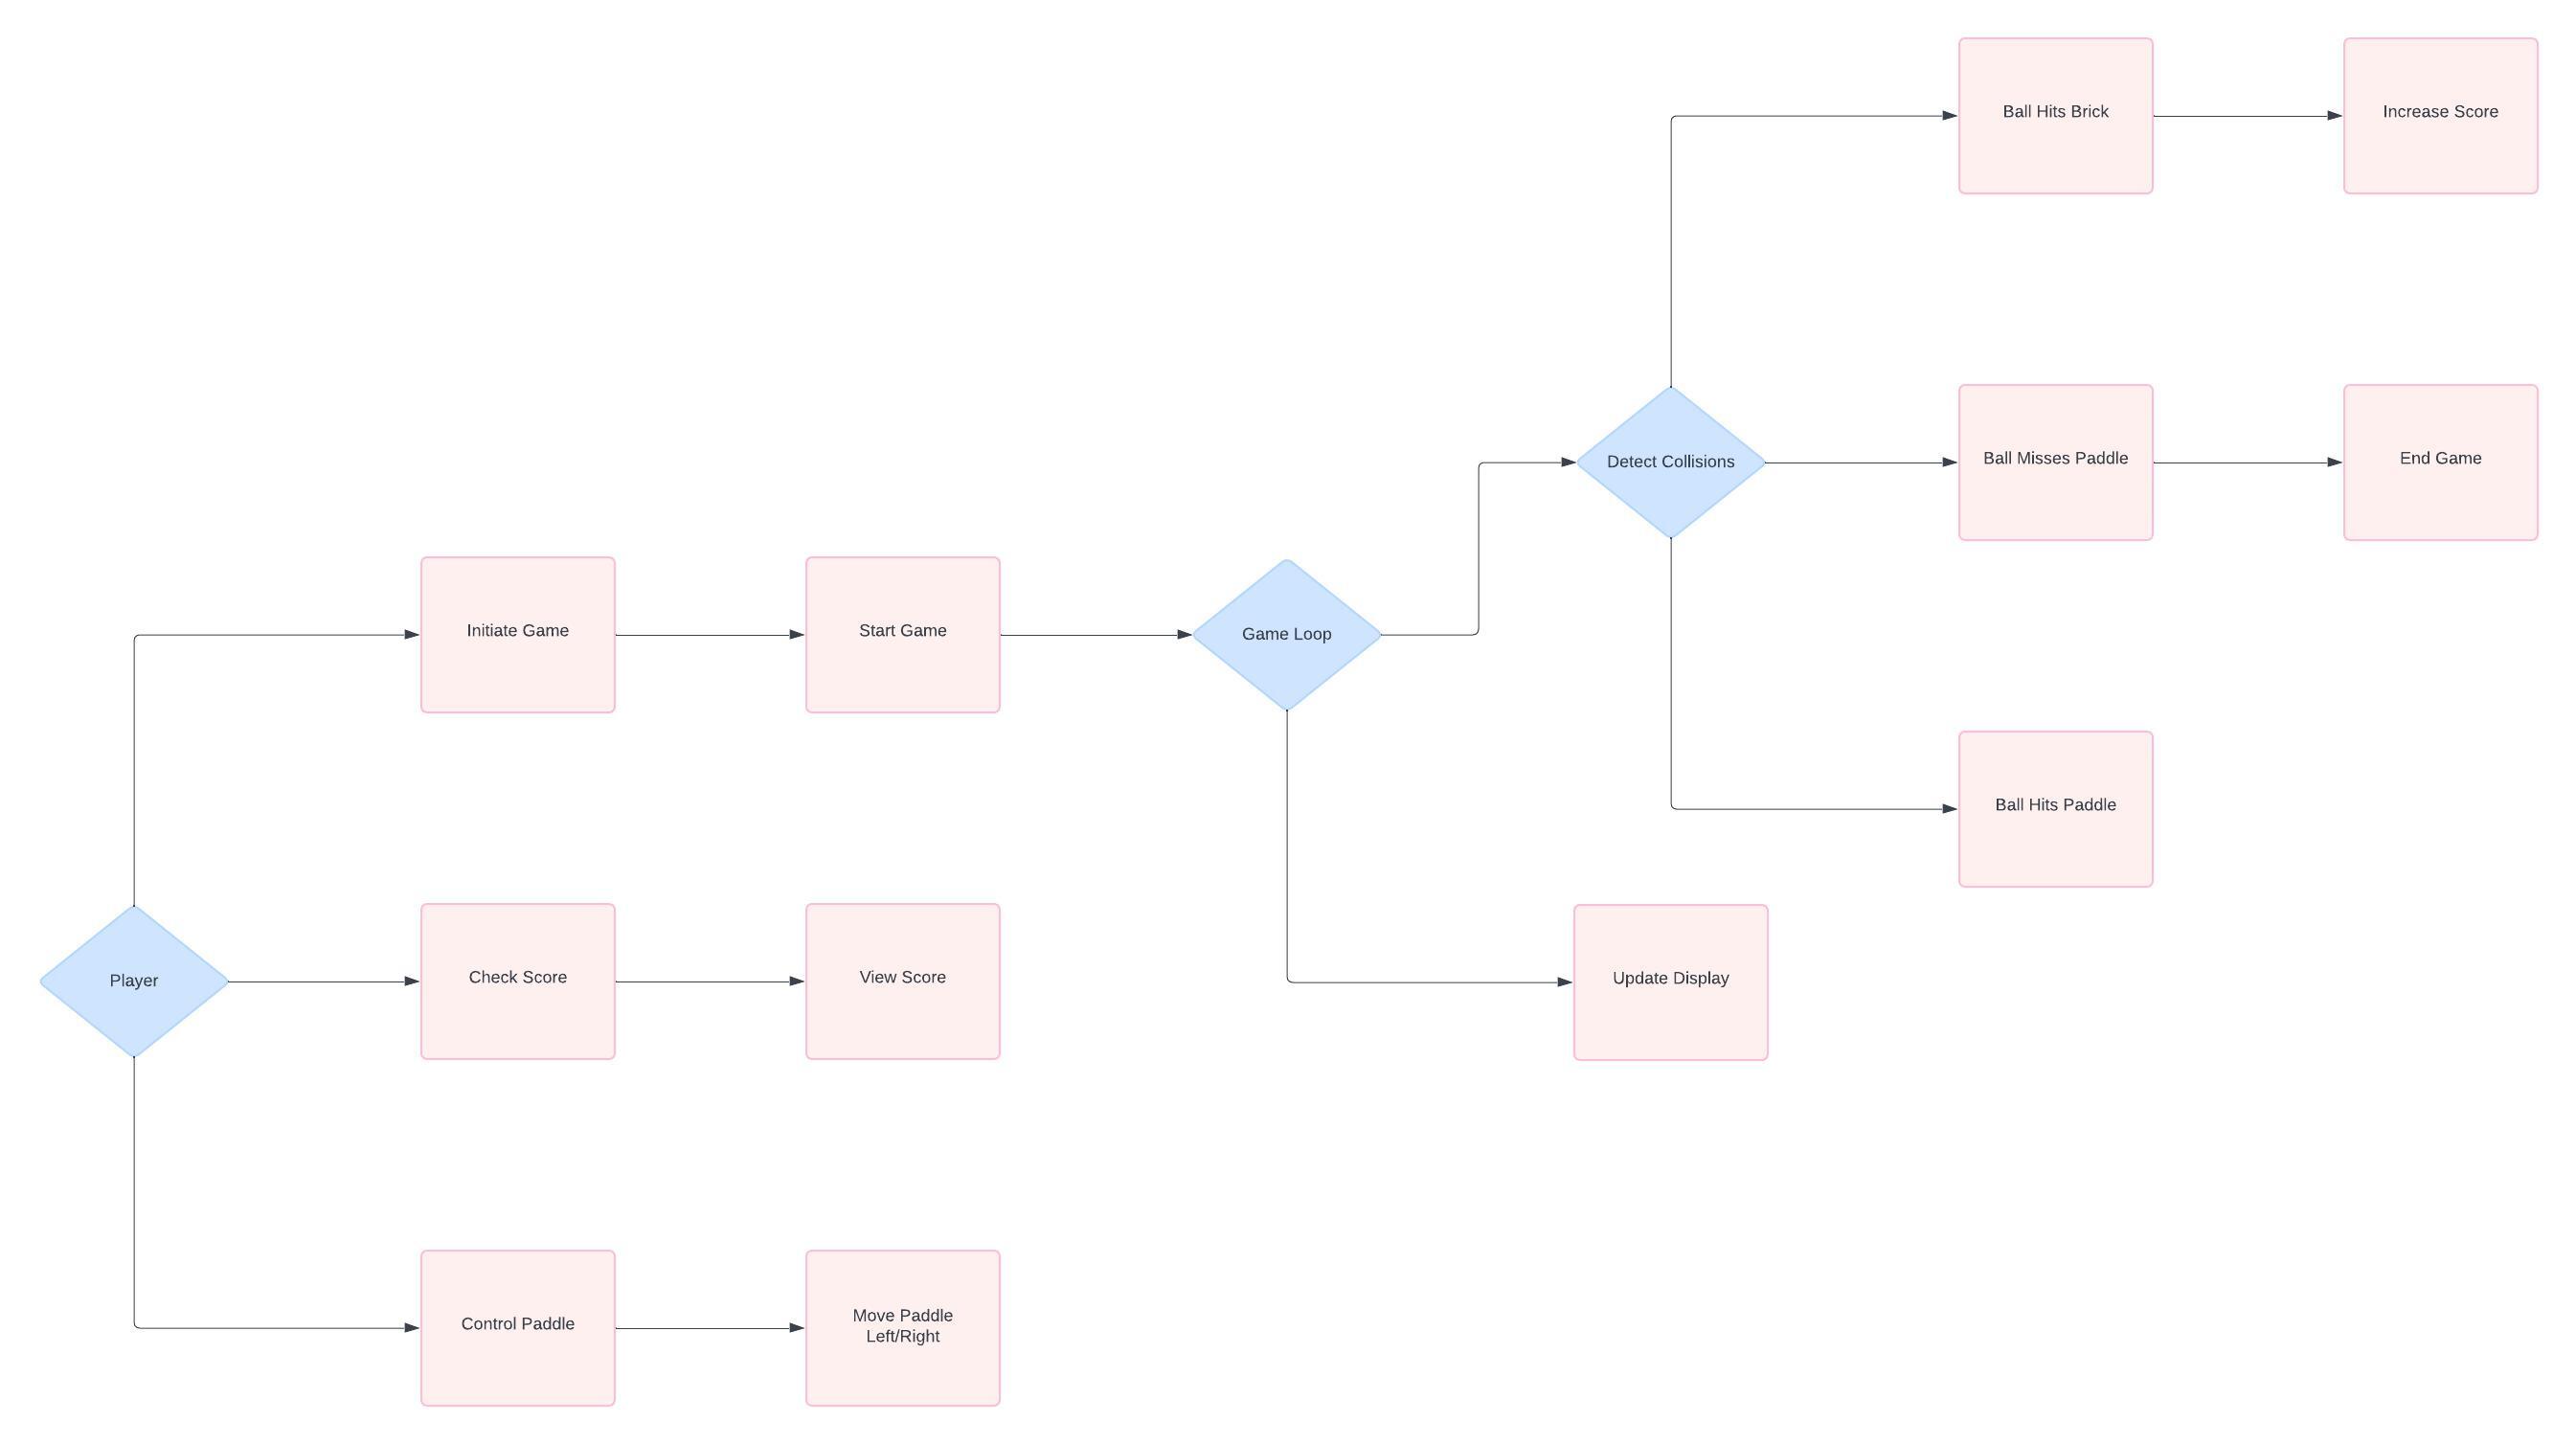 Ball Hits Brick
Increase Score
Detect Collisions
Ball Misses Paddle
End Game
Initiate Game
Start Game
Game Loop
Ball Hits Paddle
Player
Check Score
View Score
Update Display
Control Paddle
Move Paddle
Left/Right